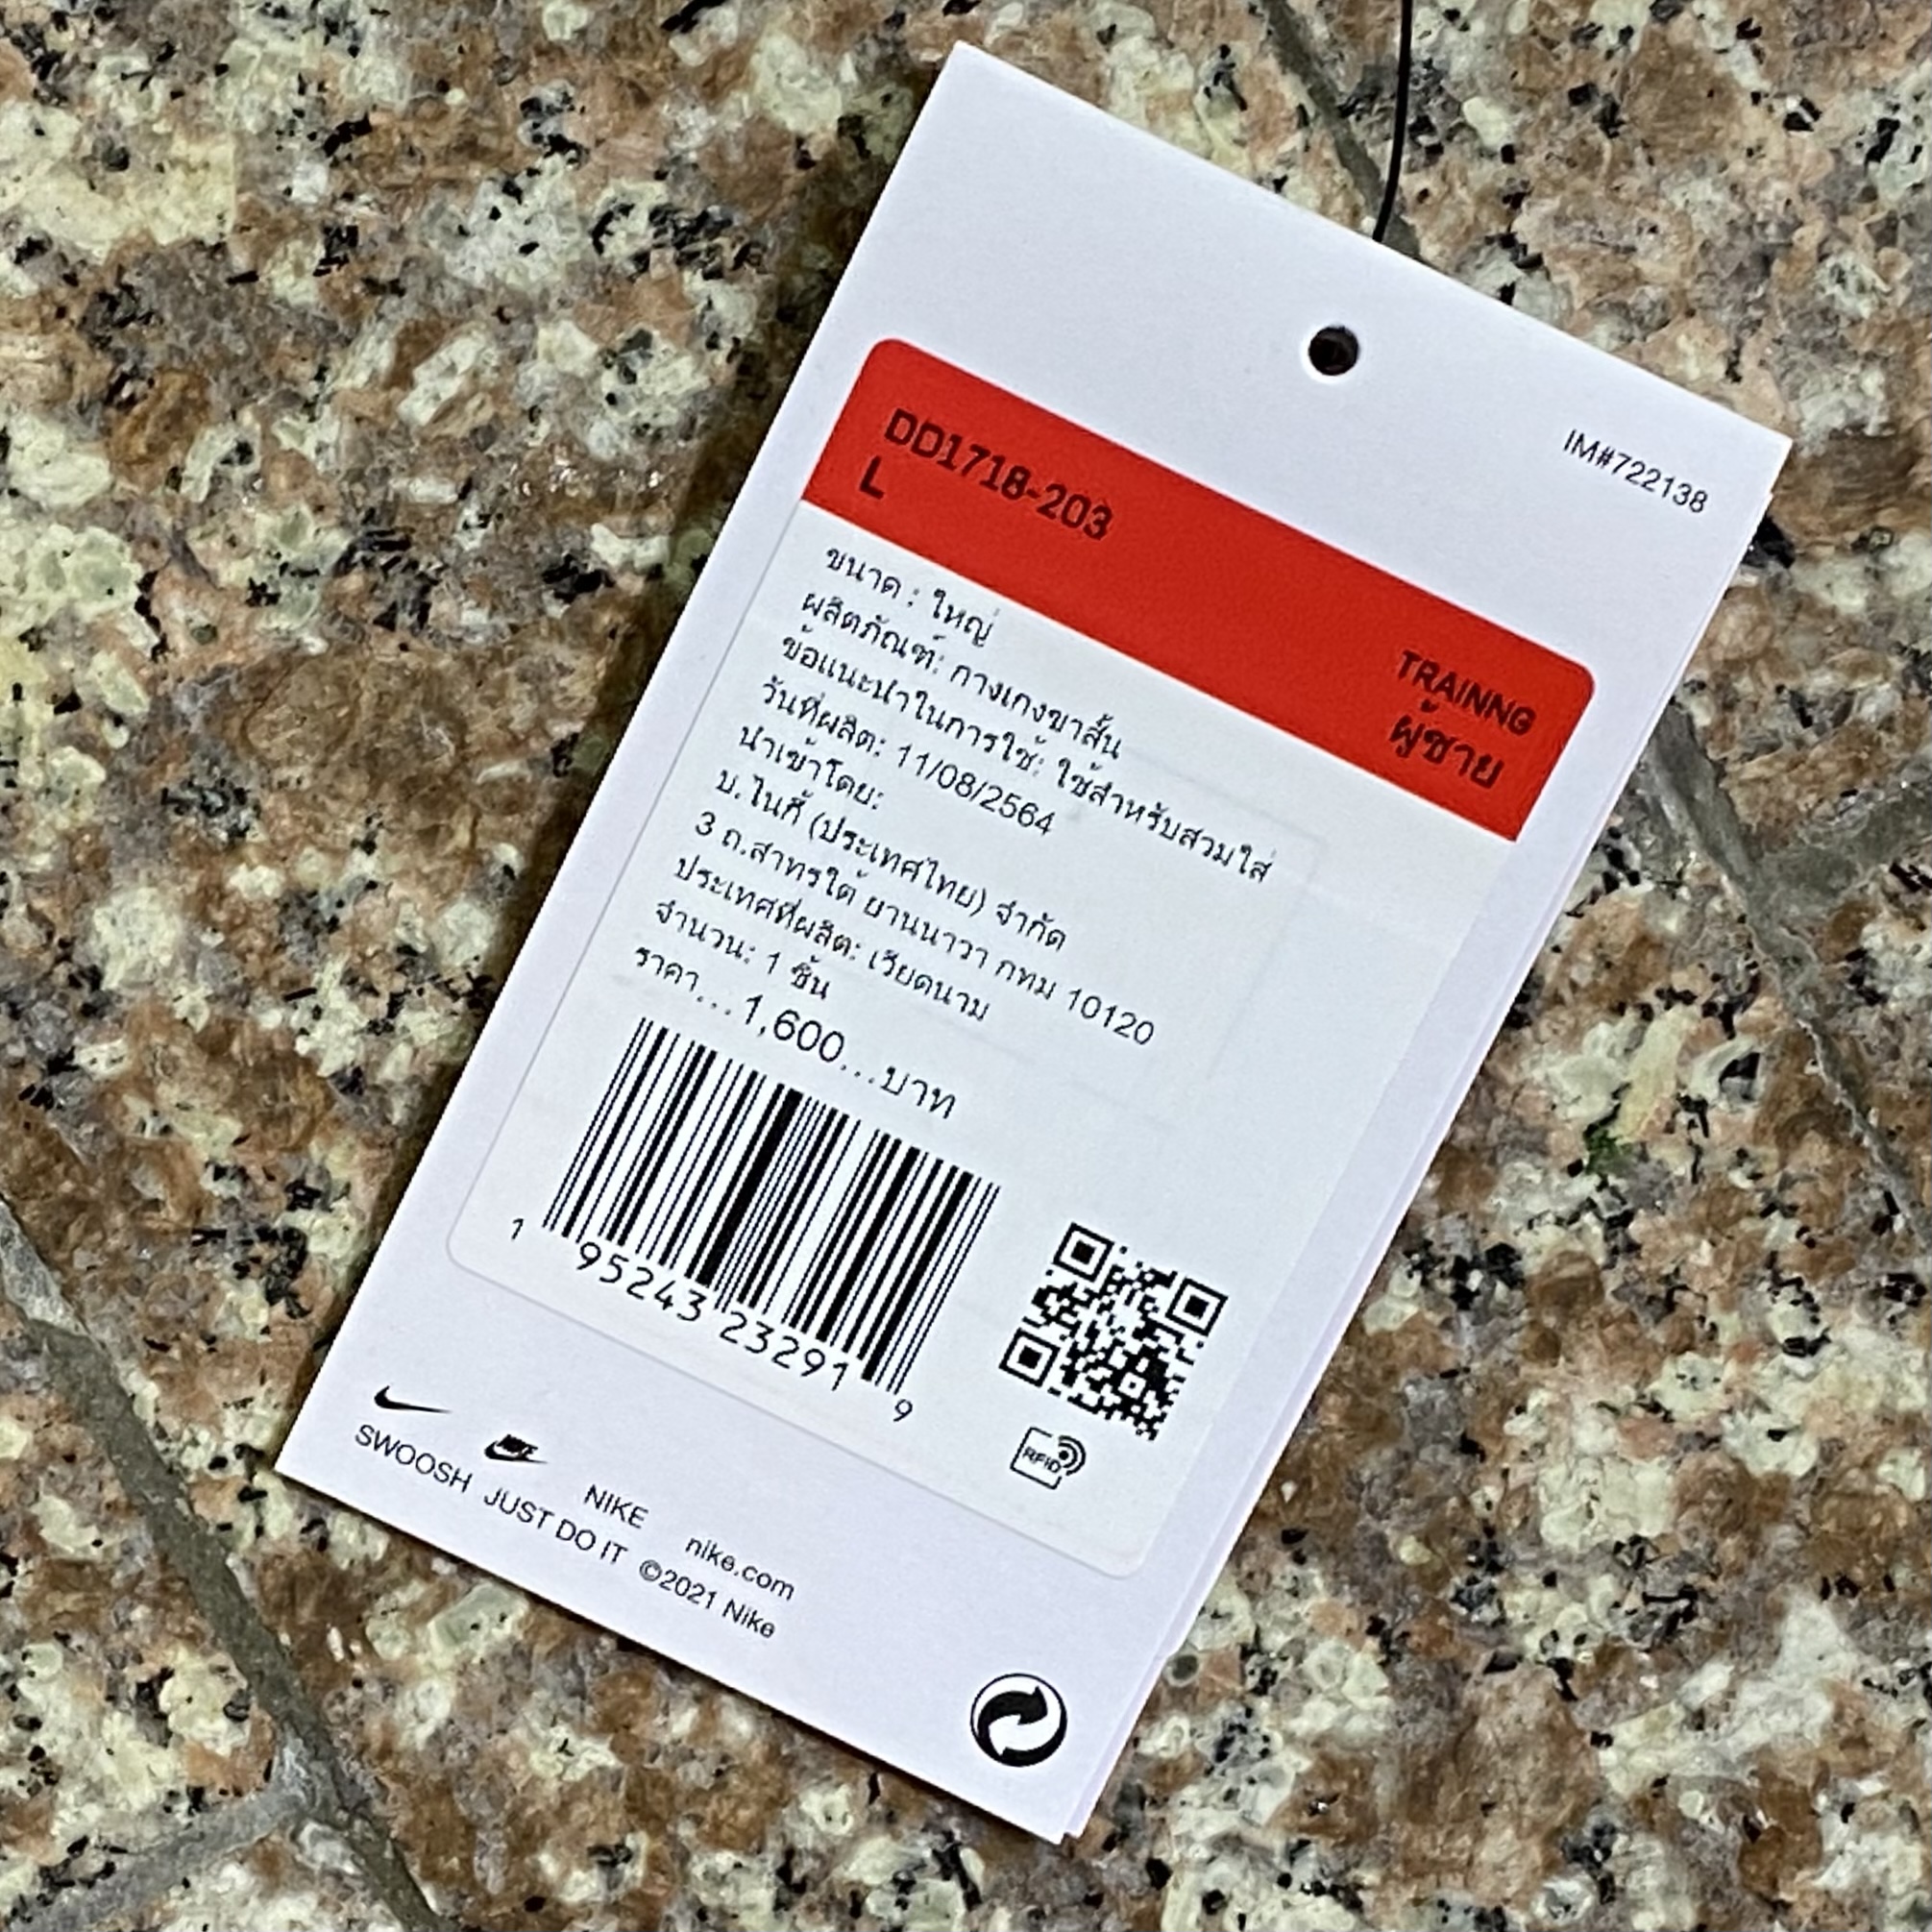 IM#722138
DD1718-203
L
TRAINNG
ผู้ชาย
ขนาด : ใหญ่
ผลิตภัณฑ์: กางเกงขาสั้น
ข้อแนะนำในการใช้: ใช้สำหรับสวมใส่
วันที่ผลิต: 11/08/2564
นำเข้าโดย:
บ.ไนกี้ (ประเทศไทย) จำกัด
3 ถ.สาทรใต้ ยานนาวา กทม 10120
ประเทศที่ผลิต: เวียดนาม
จำนวน: 1 ชิ้น
ราคา...1,600...บาท
1 95243 23291 9
RFID
NIKE
NIKE nike.com
SWOOSH JUST DO IT ©2021 Nike